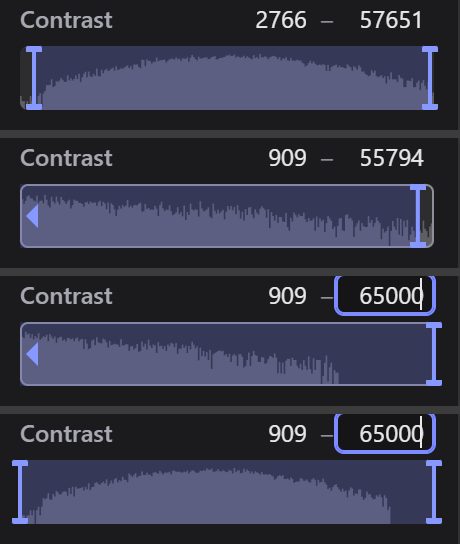 Contrast 2766 – 57651
Contrast 909 – 55794
Contrast 909 – 65000
Contrast 909 – 65000